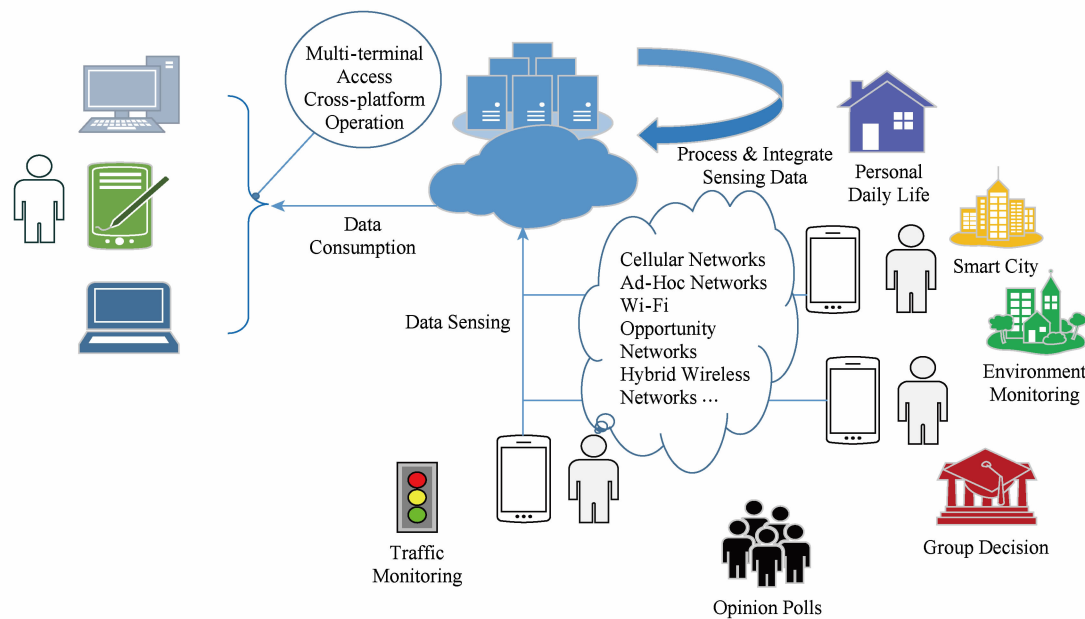 Multi-terminal
Access
Cross-platform
Operation
Process & Integrate
Sensing Data
Personal
Daily Life
Data
Consumption
Smart City
Cellular Networks
Ad-Hoc Networks
Wi-Fi
Opportunity
Networks
Hybrid Wireless
Networks ...
Data Sensing
Environment
Monitoring
Traffic
Monitoring
Group Decision
Opinion Polls